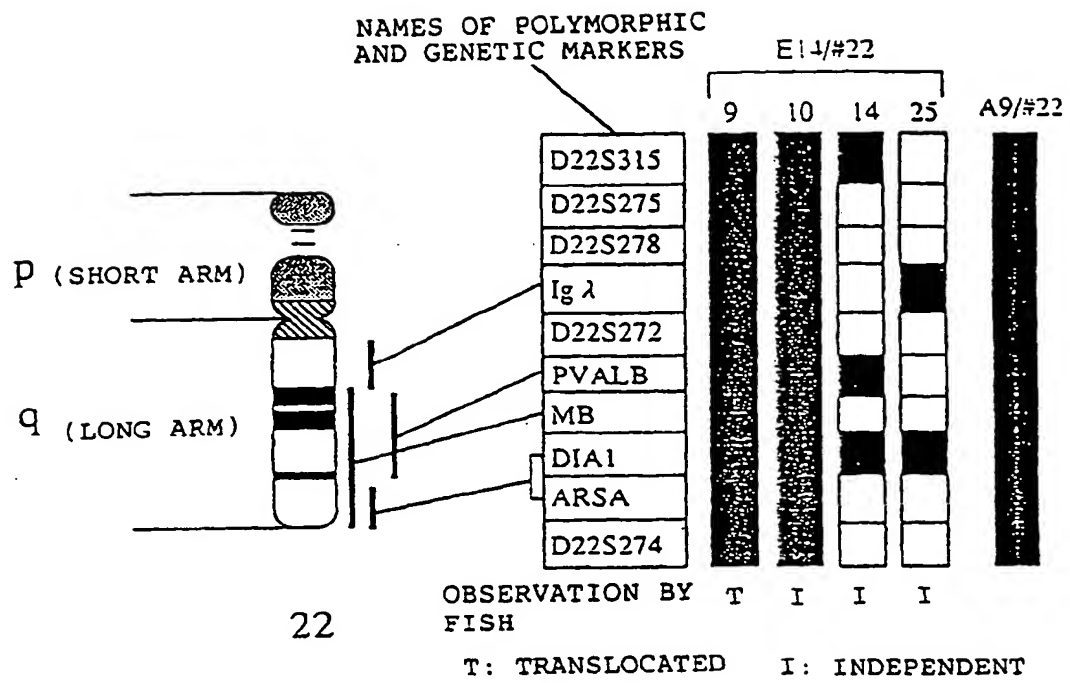 NAMES OF POLYMORPHIC
AND GENETIC MARKERS
E14/#22
9 10 14 25 A9/#22
D22S315
D22S275
D22S278
Ig λ
D22S272
PVALB
MB
DIA1
ARSA
D22S274
p (SHORT ARM)
q (LONG ARM)
22
OBSERVATION BY T I I I
FISH
T: TRANSLOCATED I: INDEPENDENT